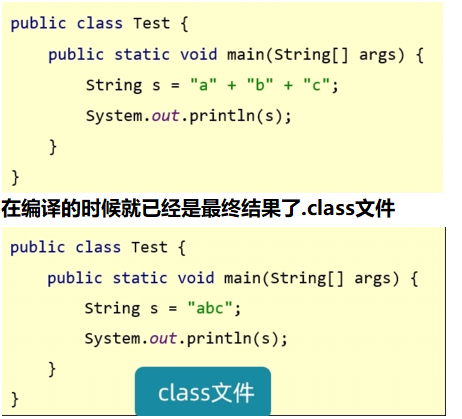 public class Test {
public static void main(String[] args) {
String s = "a" + "b" + "c";
System.out.println(s);
}
}
在编译的时候就已经是最终结果了.class文件
public class Test {
public static void main(String[] args) {
String s = "abc";
System.out.println(s);
}
}
class文件